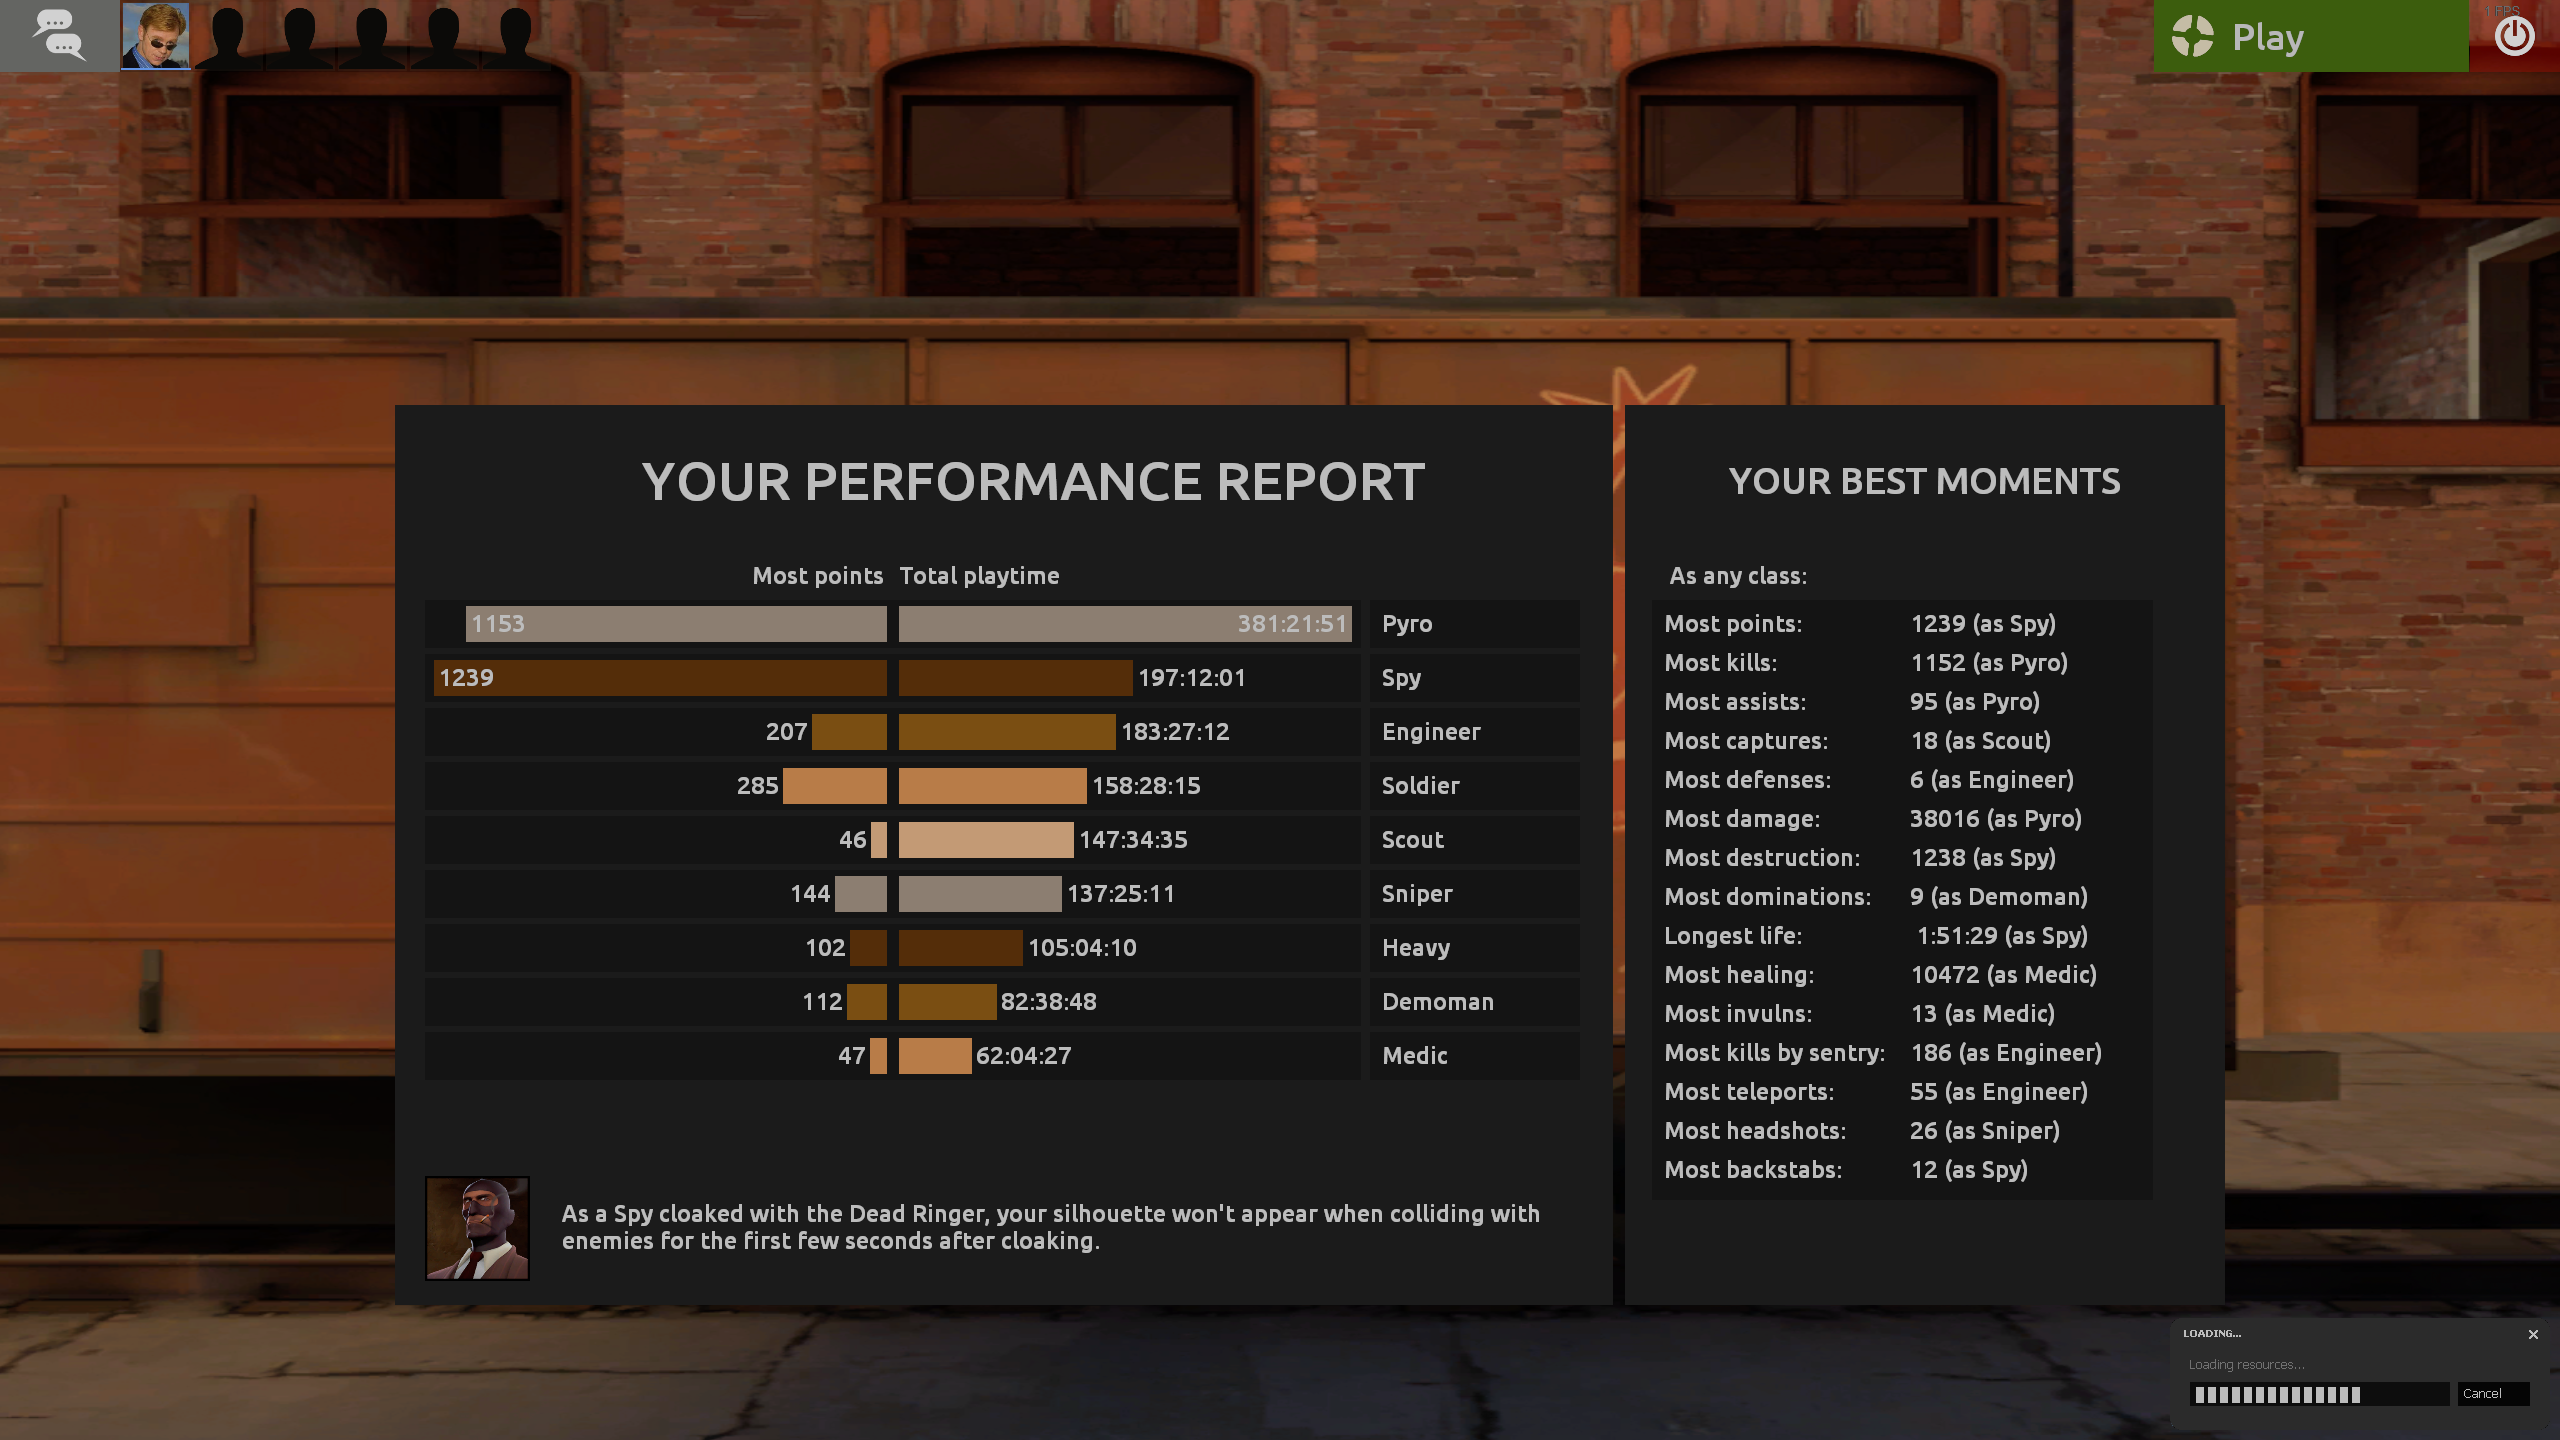 Play
1 FPS
YOUR PERFORMANCE REPORT
Most points Total playtime
1153 381:21:51 Pyro
1239 197:12:01 Spy
207 183:27:12 Engineer
285 158:28:15 Soldier
46 147:34:35 Scout
144 137:25:11 Sniper
102 105:04:10 Heavy
112 82:38:48 Demoman
47 62:04:27 Medic
As a Spy cloaked with the Dead Ringer, your silhouette won't appear when colliding with
enemies for the first few seconds after cloaking.
YOUR BEST MOMENTS
As any class:
Most points: 1239 (as Spy)
Most kills: 1152 (as Pyro)
Most assists: 95 (as Pyro)
Most captures: 18 (as Scout)
Most defenses: 6 (as Engineer)
Most damage: 38016 (as Pyro)
Most destruction: 1238 (as Spy)
Most dominations: 9 (as Demoman)
Longest life: 1:51:29 (as Spy)
Most healing: 10472 (as Medic)
Most invulns: 13 (as Medic)
Most kills by sentry: 186 (as Engineer)
Most teleports: 55 (as Engineer)
Most headshots: 26 (as Sniper)
Most backstabs: 12 (as Spy)
LOADING...
Loading resources...
Cancel